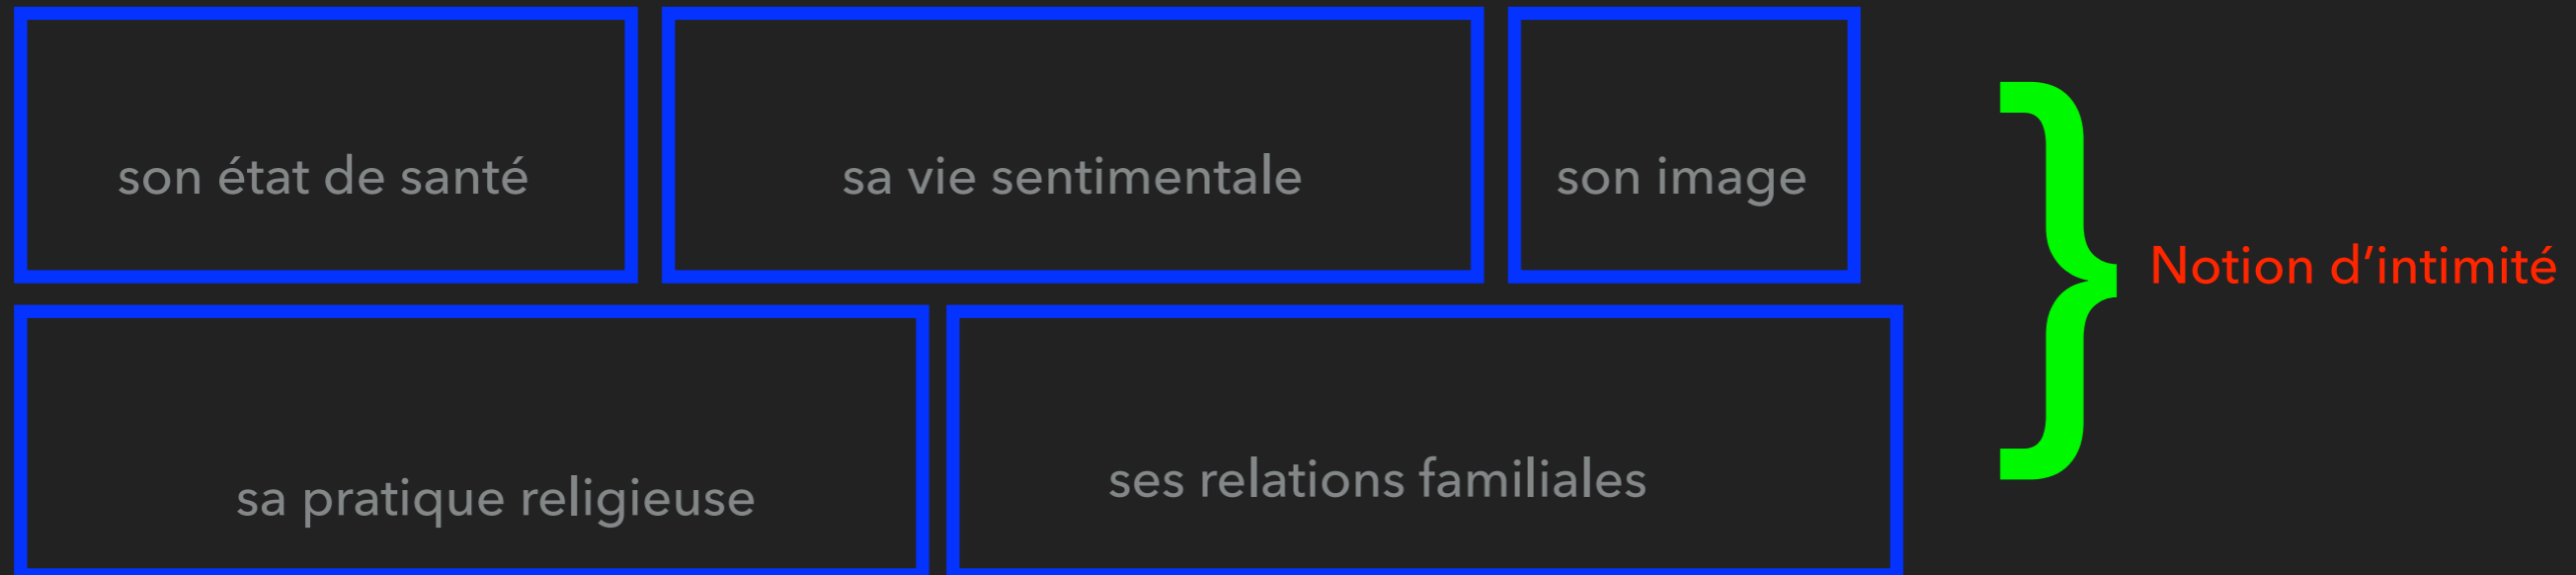 son état de santé
sa vie sentimentale
son image
Notion d’intimité
sa pratique religieuse
ses relations familiales